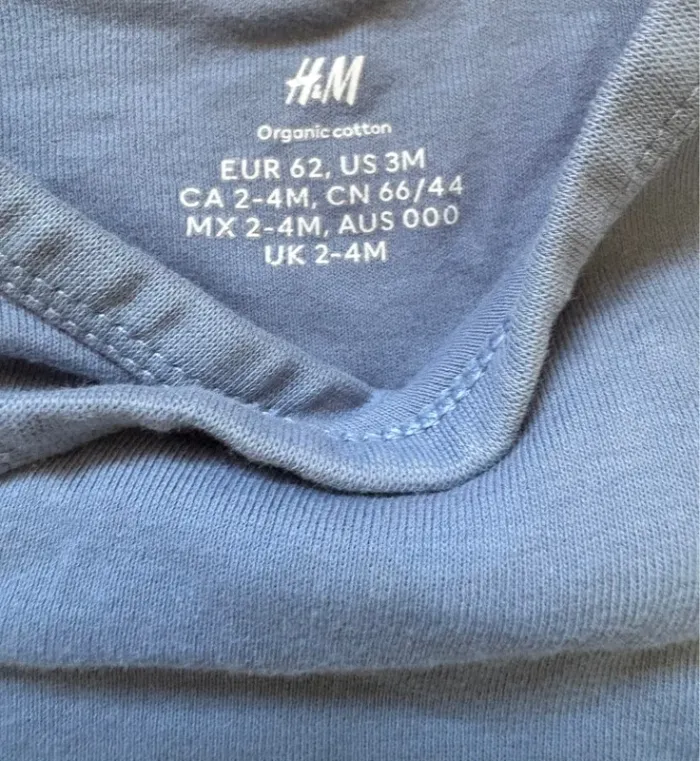 H&M
Organic cotton
EUR 62, US 3M
CA 2-4M, CN 66/44
MX 2-4M, AUS 000
UK 2-4M